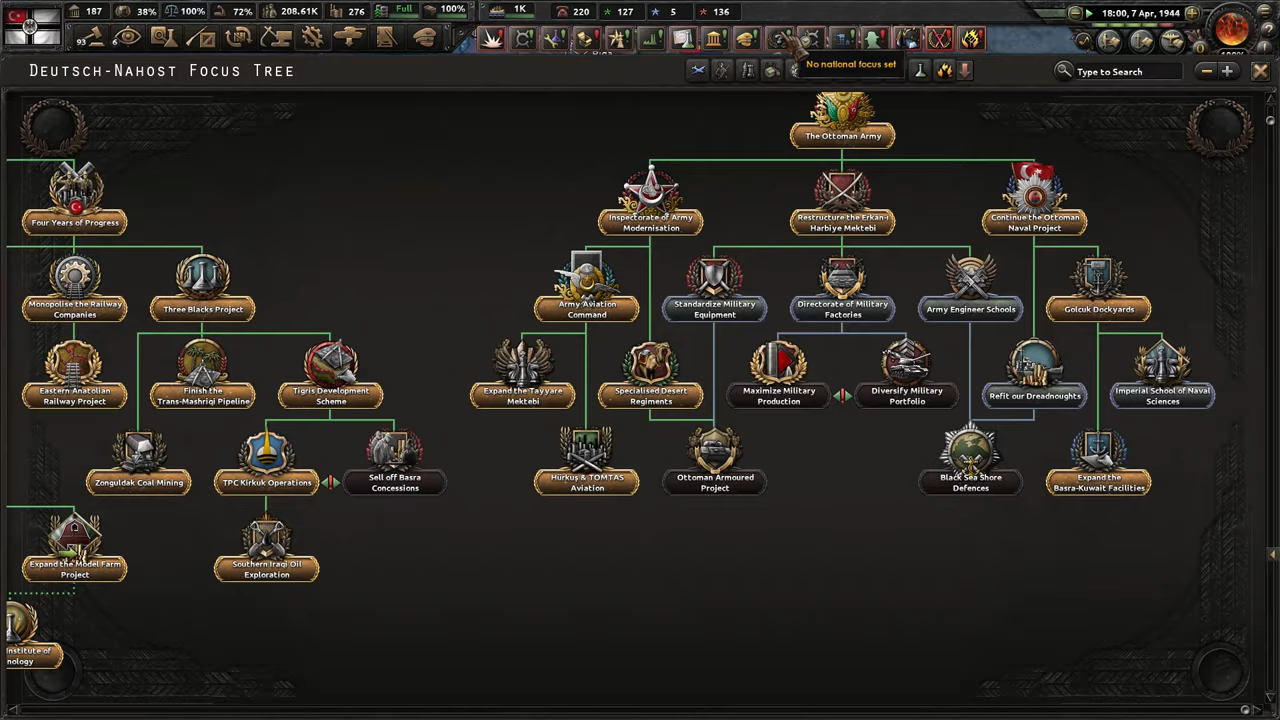 187
38%
100%
72%
208.61K
276
Full
100%
1K
220
127
5
136
18:00, 7 Apr, 1944
93
6
100%
Deutsch-Nahost Focus Tree
No national focus set
Type to Search
The Ottoman Army
Four Years of Progress
Inspectorate of Army
Modernisation
Restructure the Erkan-i
Harbiye Mektebi
Continue the Ottoman
Naval Project
Monopolise the Railway
Companies
Three Blacks Project
Army Aviation
Command
Standardize Military
Equipment
Directorate of Military
Factories
Army Engineer Schools
Golcuk Dockyards
Eastern Anatolian
Railway Project
Finish the
Trans-Mashriqi Pipeline
Tigris Development
Scheme
Expand the Tayyare
Mektebi
Specialised Desert
Regiments
Maximize Military
Production
Diversify Military
Portfolio
Refit our Dreadnoughts
Imperial School of Naval
Sciences
Zonguldak Coal Mining
TPC Kirkuk Operations
Sell off Basra
Concessions
Hürkuş & TOMTAS
Aviation
Ottoman Armoured
Project
Black Sea Shore
Defences
Expand the
Basra-Kuwait Facilities
Expand the Model Farm
Project
Southern Iraqi Oil
Exploration
Institute of
nology